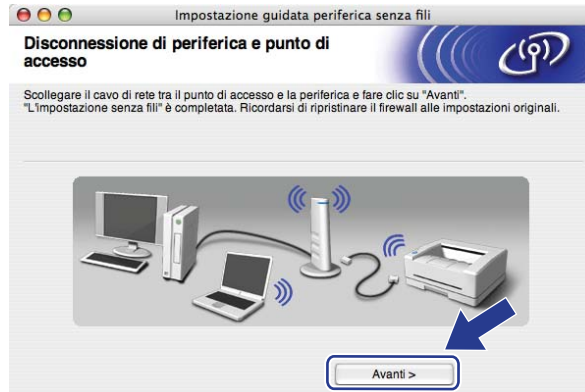 Impostazione guidata periferica senza fili
Disconnessione di periferica e punto di
accesso
Scollegare il cavo di rete tra il punto di accesso e la periferica e fare clic su "Avanti".
"L'impostazione senza fili" è completata. Ricordarsi di ripristinare il firewall alle impostazioni originali.
Avanti >